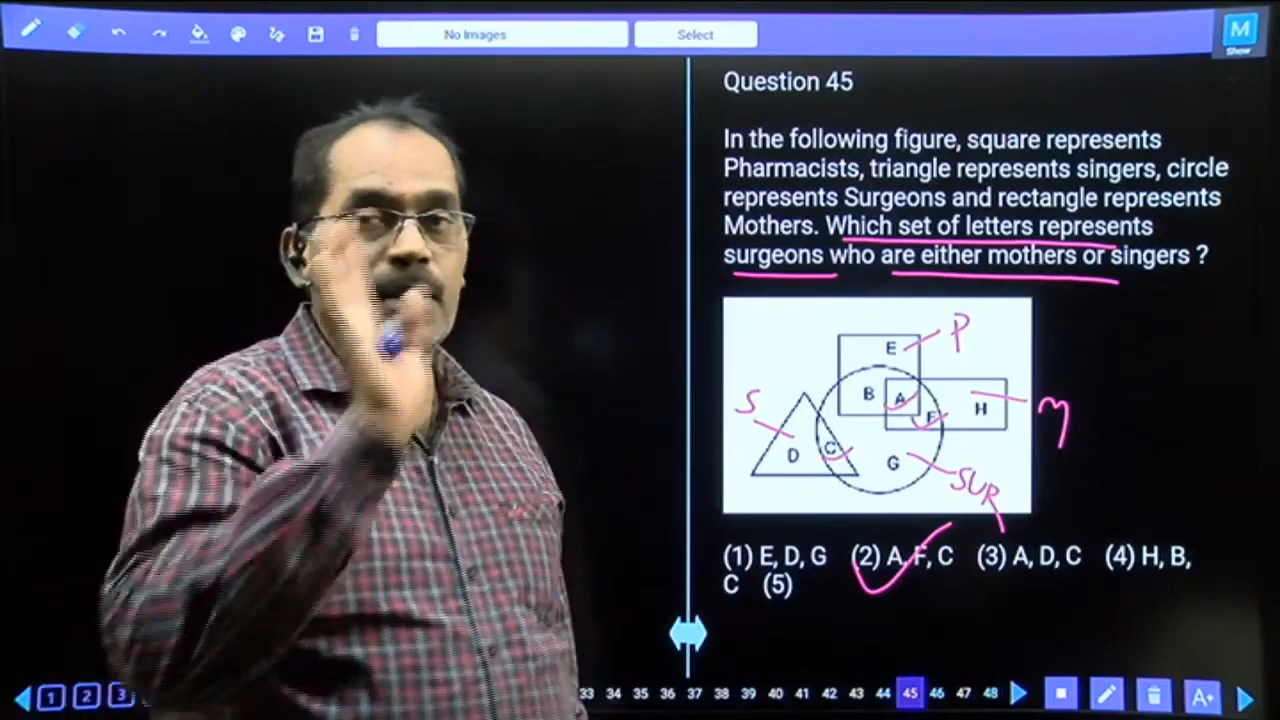 No Images
Select
M
Show
Question 45
In the following figure, square represents
Pharmacists, triangle represents singers, circle
represents Surgeons and rectangle represents
Mothers. Which set of letters represents
surgeons who are either mothers or singers ?
E
P
B
A
F
H
M
S
D
C
G
SUR
(1) E, D, G (2) A, F, C (3) A, D, C (4) H, B,
C (5)
1 2 3
33 34 35 36 37 38 39 40 41 42 43 44 45 46 47 48
A+